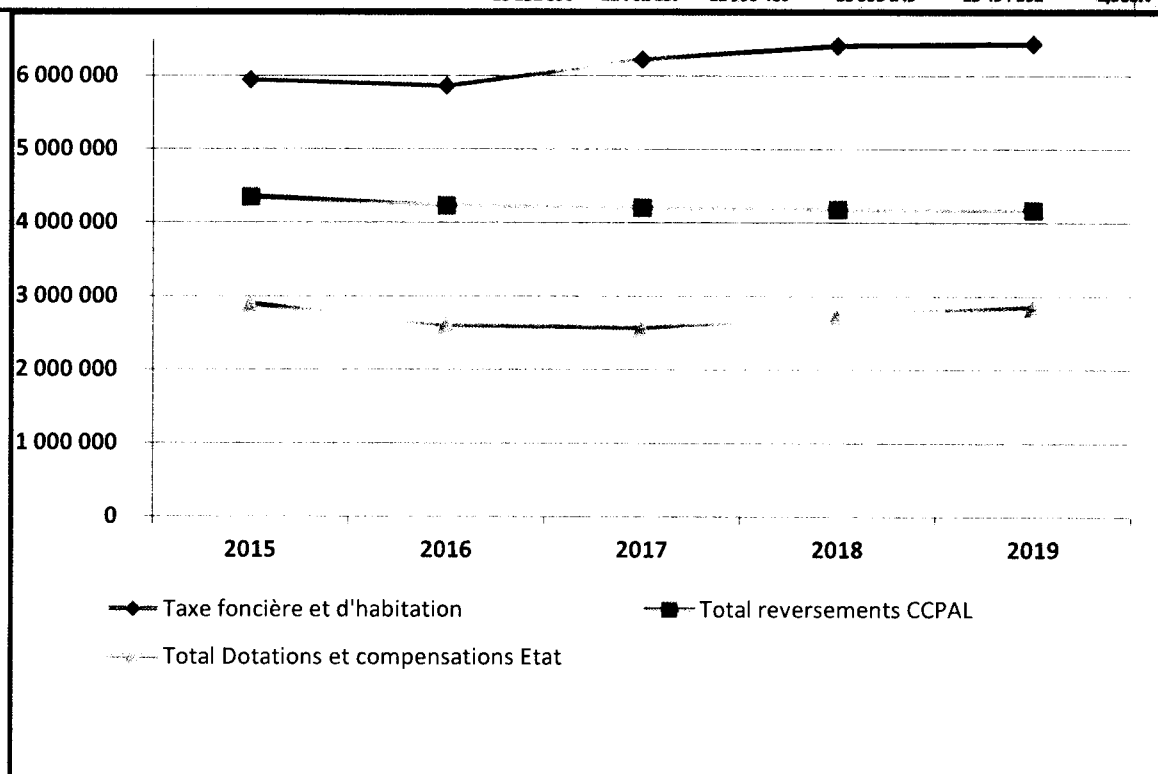 6 000 000
5 000 000
4 000 000
3 000 000
2 000 000
1 000 000
0
2015 2016 2017 2018 2019
Taxe foncière et d'habitation Total reversements CCPAL
Total Dotations et compensations Etat